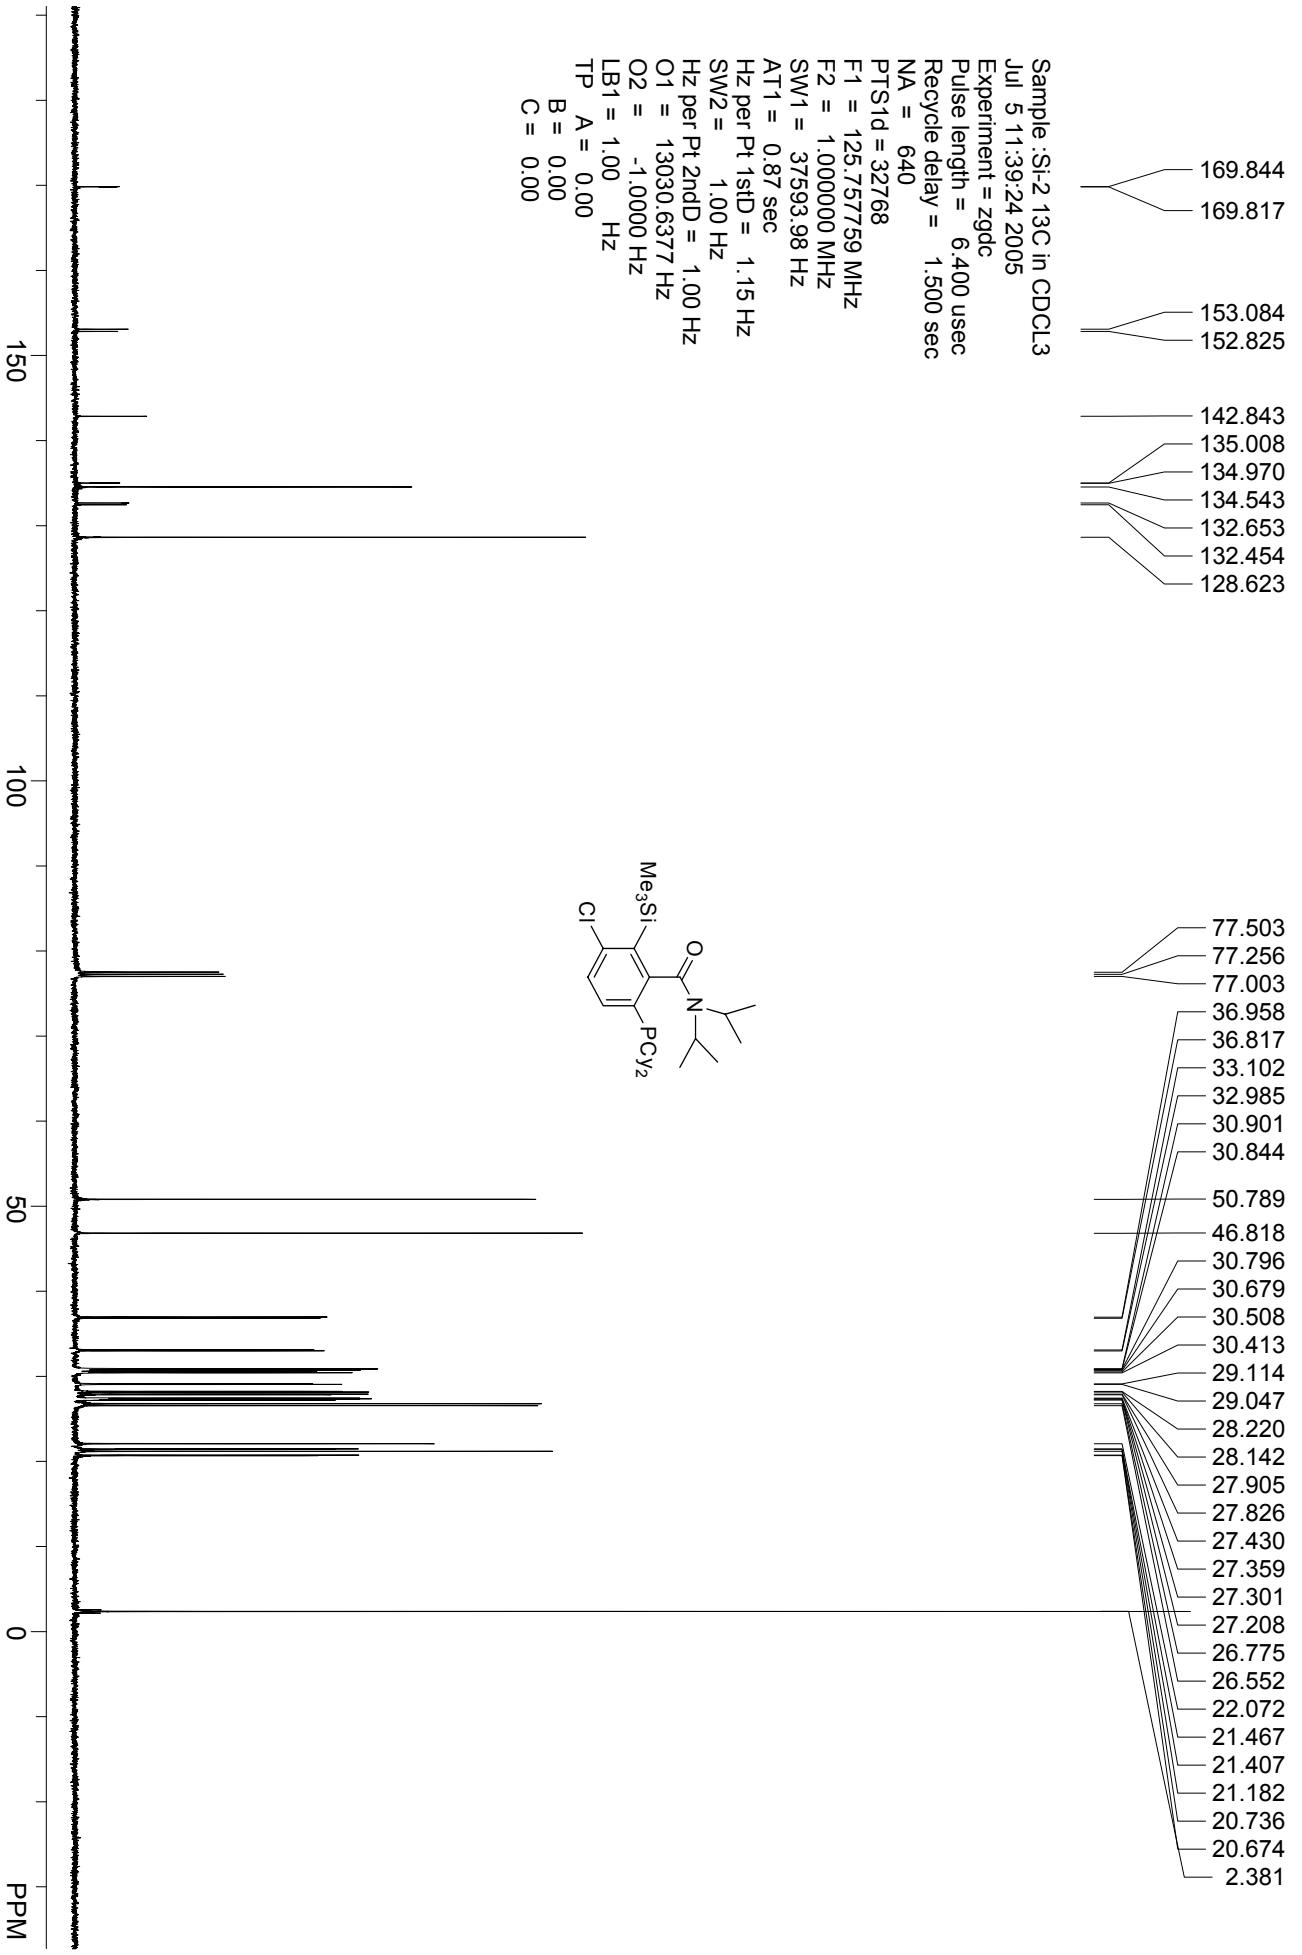 Sample :Si-2 13C in CDCL3
Jul 5 11:39:24 2005
Experiment = zgdc
Pulse length = 6.400 usec
Recycle delay = 1.500 sec
NA = 640
PTS1d = 32768
F1 = 125.757759 MHz
F2 = 1.000000 MHz
SW1 = 37593.98 Hz
AT1 = 0.87 sec
Hz per Pt 1stD = 1.15 Hz
SW2 = 1.00 Hz
Hz per Pt 2ndD = 1.00 Hz
O1 = 13030.6377 Hz
O2 = -1.0000 Hz
LB1 = 1.00 Hz
TP A = 0.00
B = 0.00
C = 0.00
169.844
169.817
153.084
152.825
142.843
135.008
134.970
134.543
132.653
132.454
128.623
77.503
77.256
77.003
36.958
36.817
33.102
32.985
30.901
30.844
50.789
46.818
30.796
30.679
30.508
30.413
29.114
29.047
28.220
28.142
27.905
27.826
27.430
27.359
27.301
27.208
26.775
26.552
22.072
21.467
21.407
21.182
20.736
20.674
2.381
O
Me3Si
N
Cl
PCy2
150
100
50
0
PPM